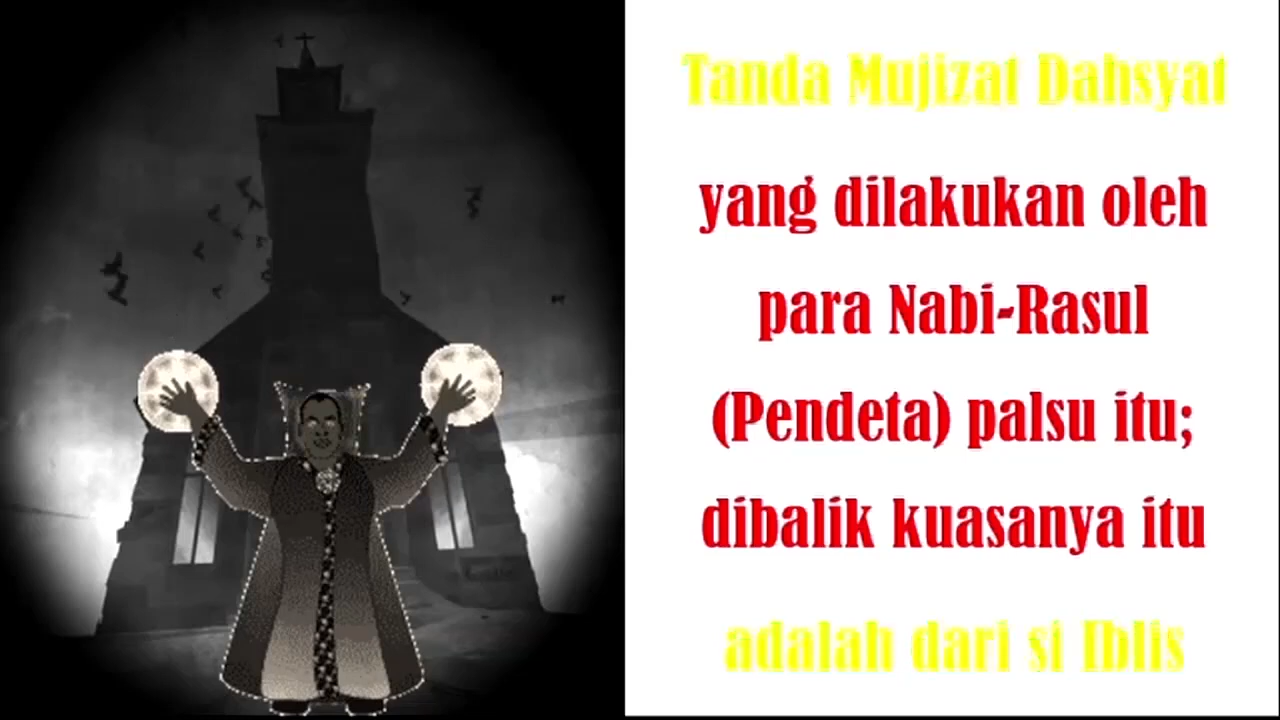 Tanda Mujizat Dahsyat
yang dilakukan oleh
para Nabi-Rasul
(Pendeta) palsu itu;
dibalik kuasanya itu
adalah dari si Iblis